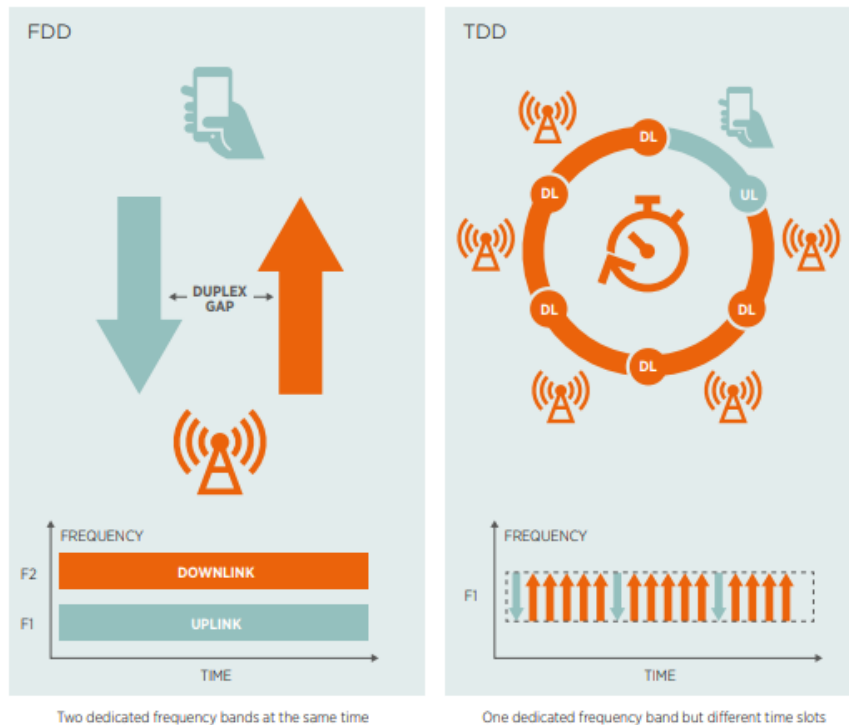 FDD
DUPLEX
GAP
FREQUENCY
F2
DOWNLINK
F1
UPLINK
TIME
Two dedicated frequency bands at the same time
TDD
DL
UL
DL
DL
DL
DL
FREQUENCY
F1
TIME
One dedicated frequency band but different time slots